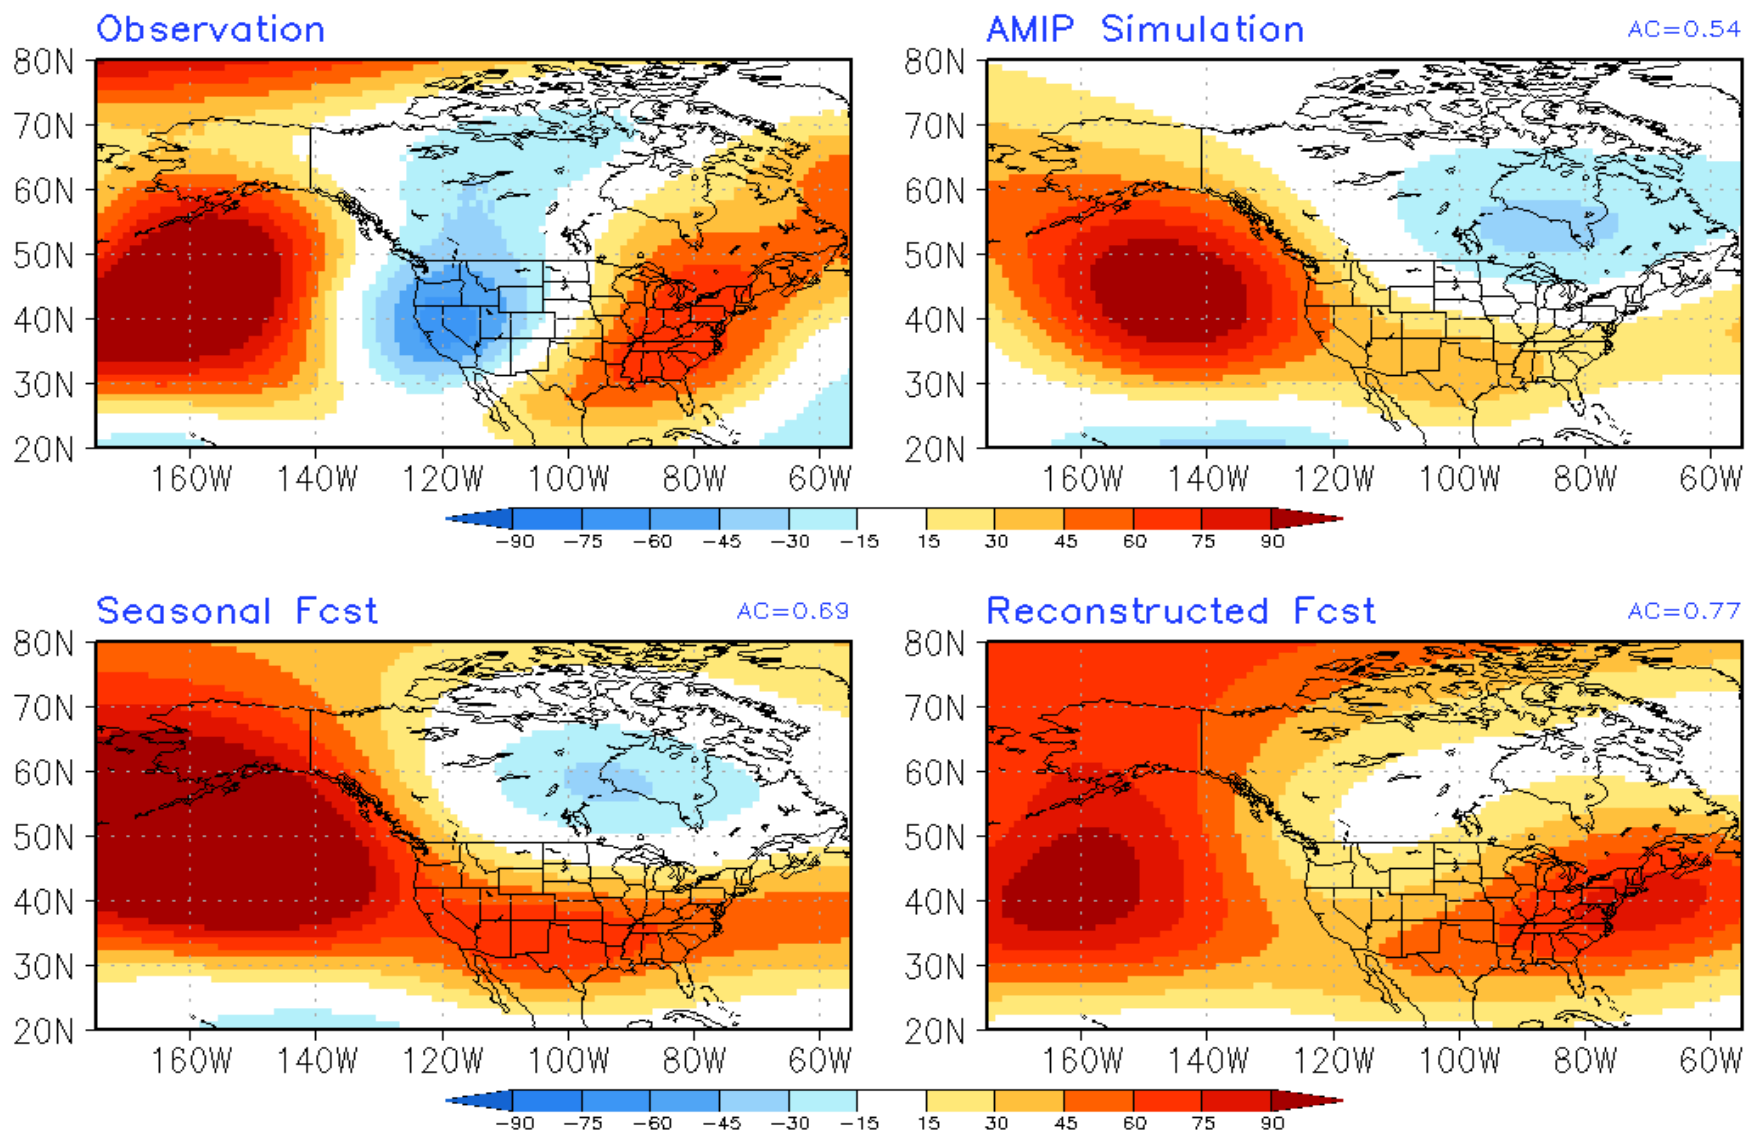 Observation
AMIP Simulation AC=0.54
80N 80N
70N 70N
60N 60N
50N 50N
40N 40N
30N 30N
20N 20N
160W 140W 120W 100W 80W 60W 160W 140W 120W 100W 80W 60W
-90 -75 -60 -45 -30 -15 15 30 45 60 75 90
Seasonal Fcst AC=0.69
Reconstructed Fcst AC=0.77
80N 80N
70N 70N
60N 60N
50N 50N
40N 40N
30N 30N
20N 20N
160W 140W 120W 100W 80W 60W 160W 140W 120W 100W 80W 60W
-90 -75 -60 -45 -30 -15 15 30 45 60 75 90